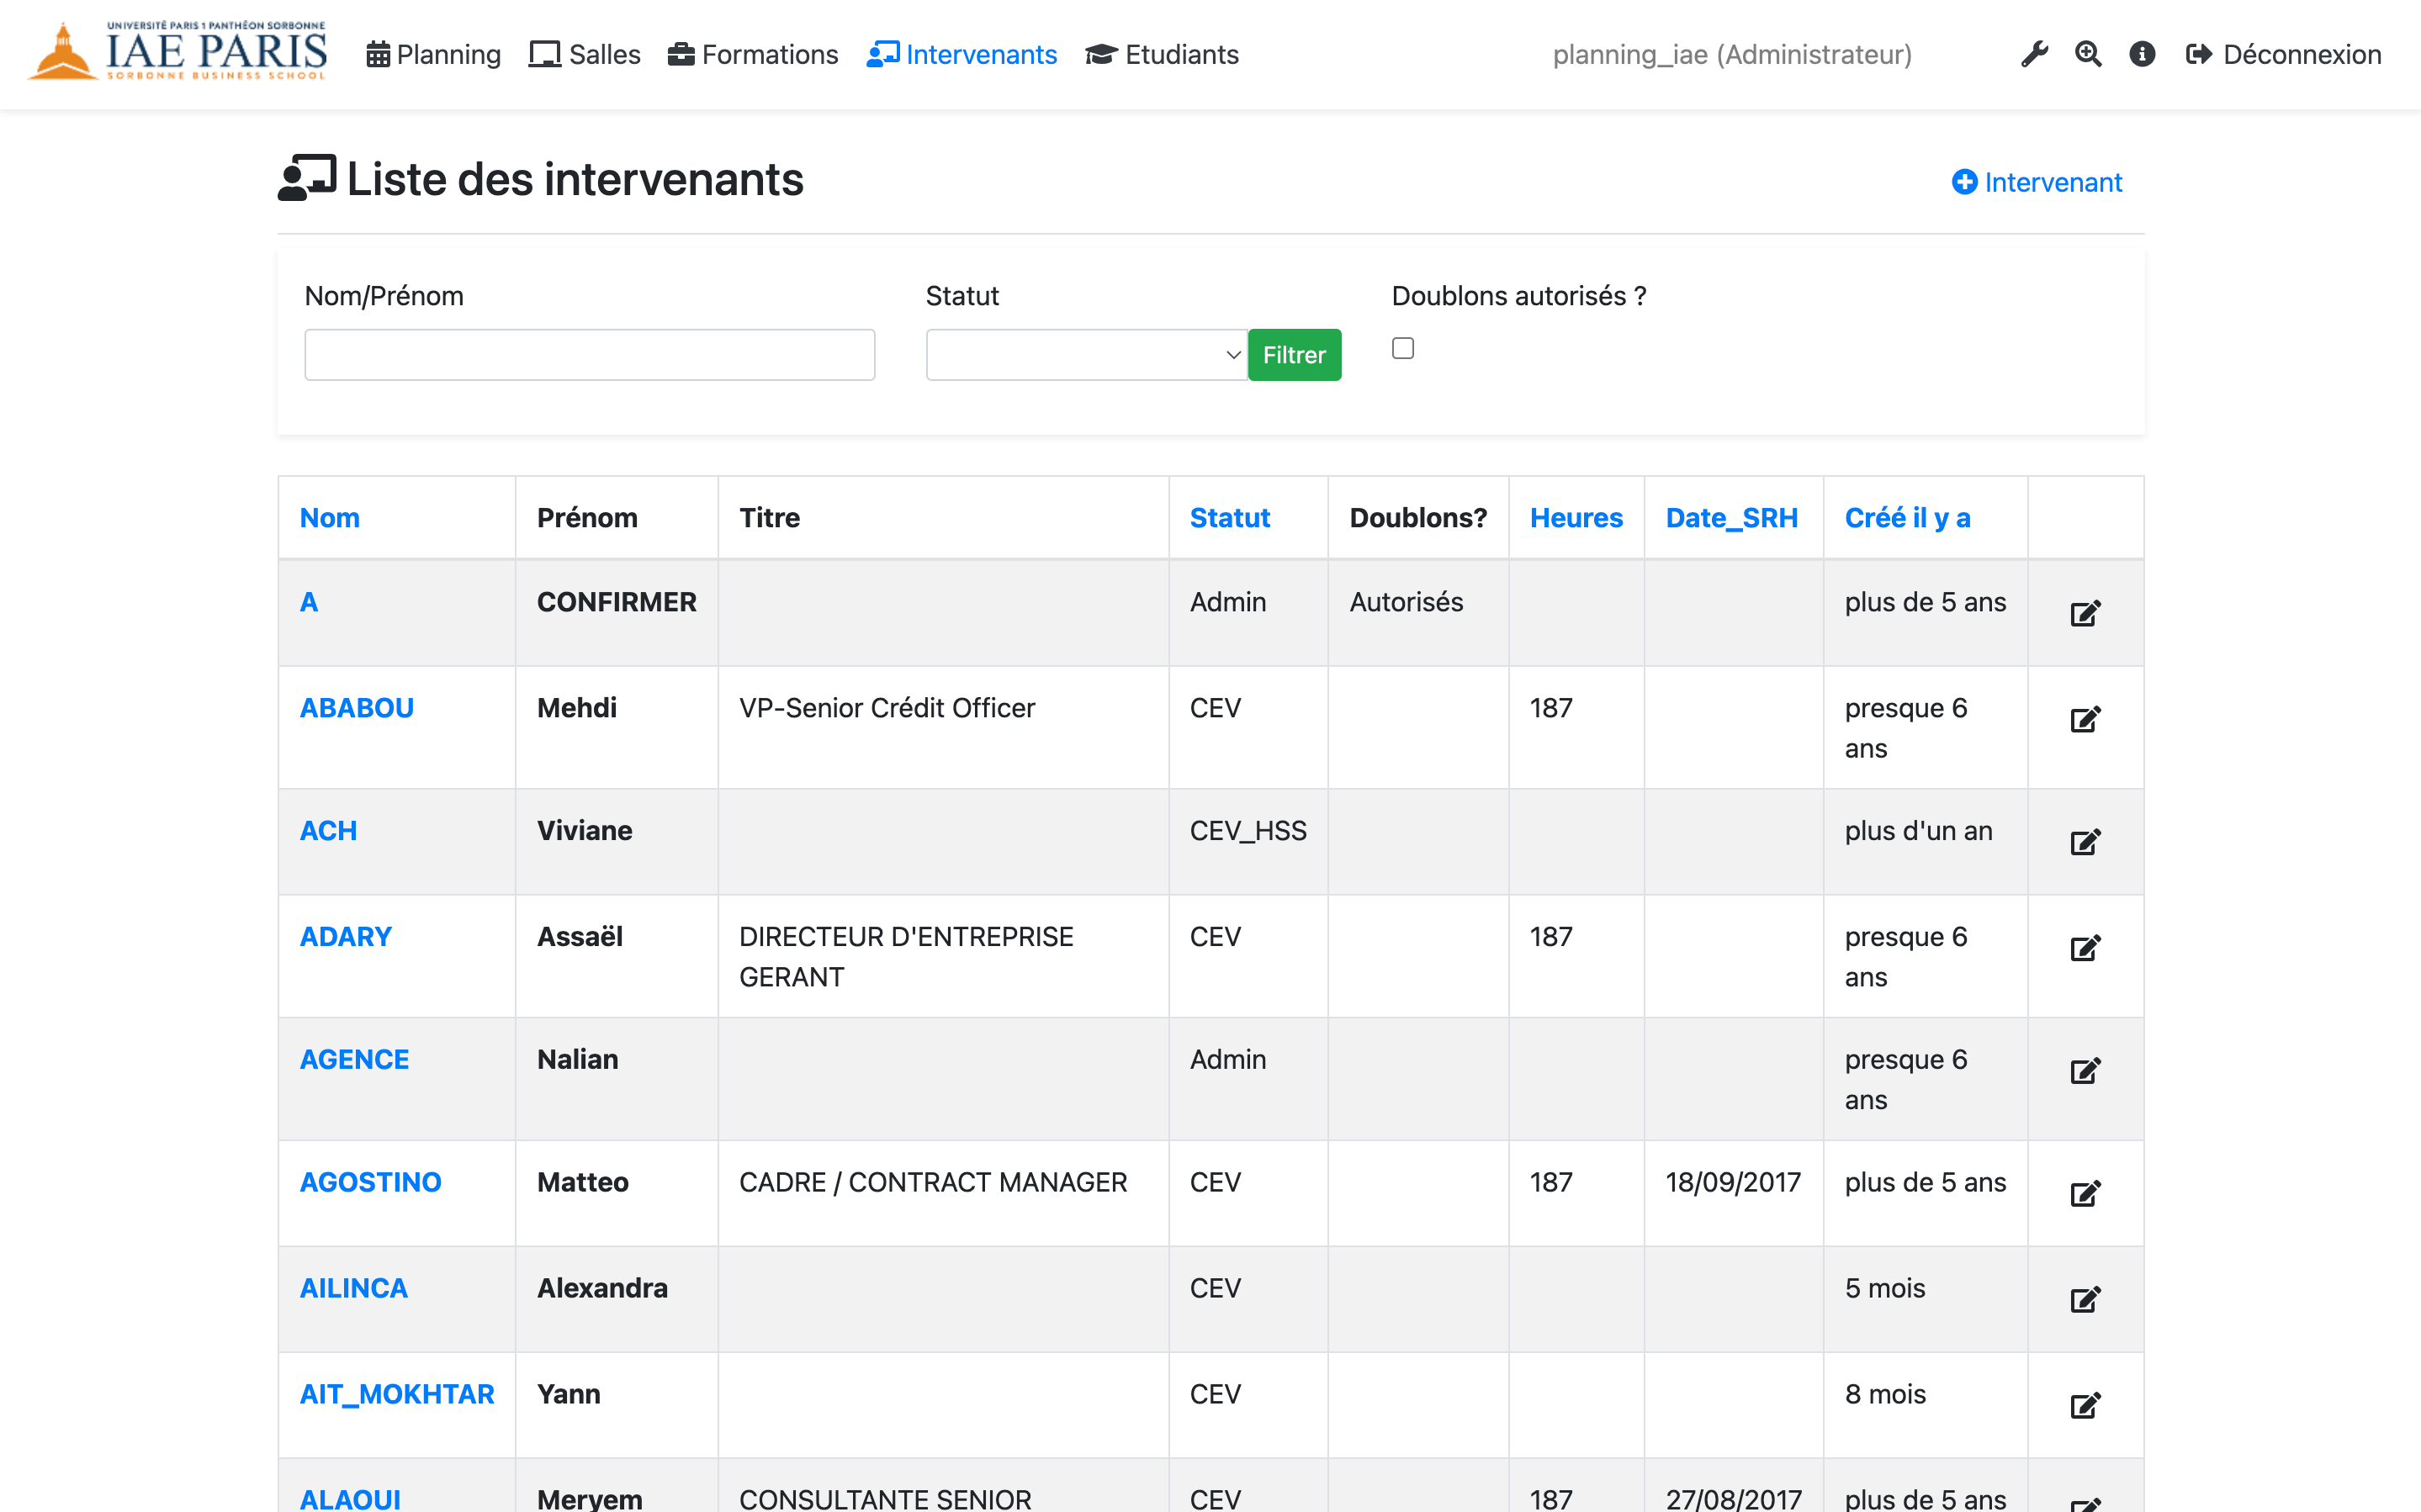 UNIVERSITÉ PARIS 1 PANTHÉON SORBONNE
IAE PARIS
SORBONNE BUSINESS SCHOOL
Planning Salles Formations Intervenants Etudiants planning_iae (Administrateur) Déconnexion
Liste des intervenants Intervenant
Nom/Prénom Statut Doublons autorisés ?
Filtrer
Nom Prénom Titre Statut Doublons? Heures Date_SRH Créé il y a
A CONFIRMER Admin Autorisés plus de 5 ans
ABABOU Mehdi VP-Senior Crédit Officer CEV 187 presque 6
ans
ACH Viviane CEV_HSS plus d'un an
ADARY Assaël DIRECTEUR D'ENTREPRISE CEV 187 presque 6
GERANT ans
AGENCE Nalian Admin presque 6
ans
AGOSTINO Matteo CADRE / CONTRACT MANAGER CEV 187 18/09/2017 plus de 5 ans
AILINCA Alexandra CEV 5 mois
AIT_MOKHTAR Yann CEV 8 mois
ALAOUI Meryem CONSULTANTE SENIOR CEV 187 27/08/2017 plus de 5 ans